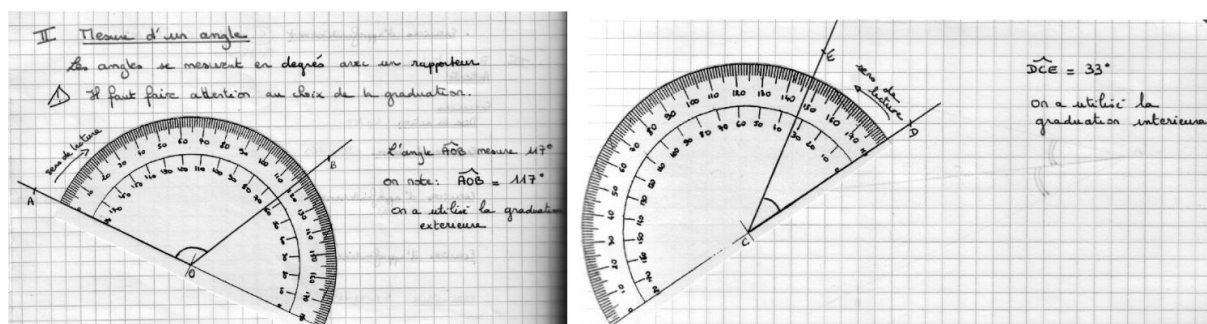 II Mesure d'un angle
Les angles se mesurent en degrés avec un rapporteur
Il faut faire attention au choix de la graduation.
sens de lecture
L'angle AOB mesure 117°
on note: AOB = 117°
on a utilisé la graduation
exterieure
A
B
O
sens de
lecture
E
D
C
DCE = 33°
on a utilisé la
graduation interieure